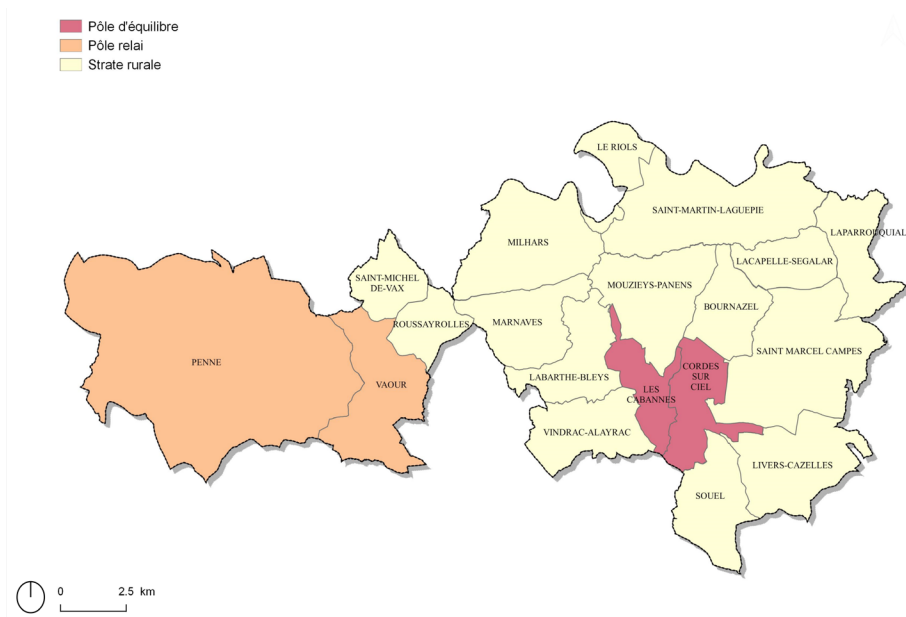 Pôle d'équilibre
Pôle relai
Strate rurale
LE RIOLS
SAINT-MARTIN-LAGUEPIE
LAPARROUQUIAL
MILHARS
LACAPELLE-SEGALAR
SAINT-MICHEL
DE-VAX
MOUZIEYS-PANENS
BOURNAZEL
ROUSSAYROLLES
MARNAVES
SAINT MARCEL CAMPES
PENNE
VAOUR
LABARTHE-BLEYS
CORDES
SUR
CIEL
LES
CABANNES
VINDRAC-ALAYRAC
LIVERS-CAZELLES
SOUEL
0 2.5 km